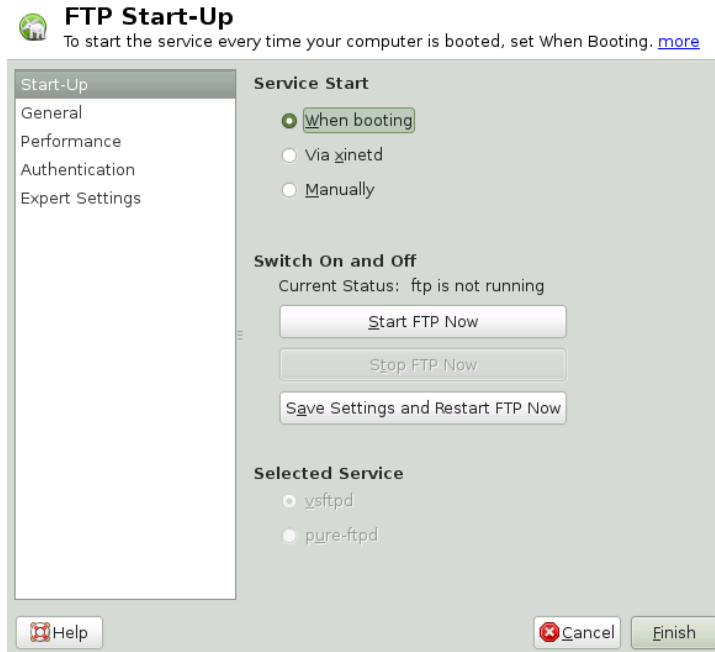 FTP Start-Up
To start the service every time your computer is booted, set When Booting. more
Start-Up
General
Performance
Authentication
Expert Settings
Service Start
When booting
Via xinetd
Manually
Switch On and Off
Current Status: ftp is not running
Start FTP Now
Stop FTP Now
Save Settings and Restart FTP Now
Selected Service
vsftpd
pure-ftpd
Help
Cancel
Finish